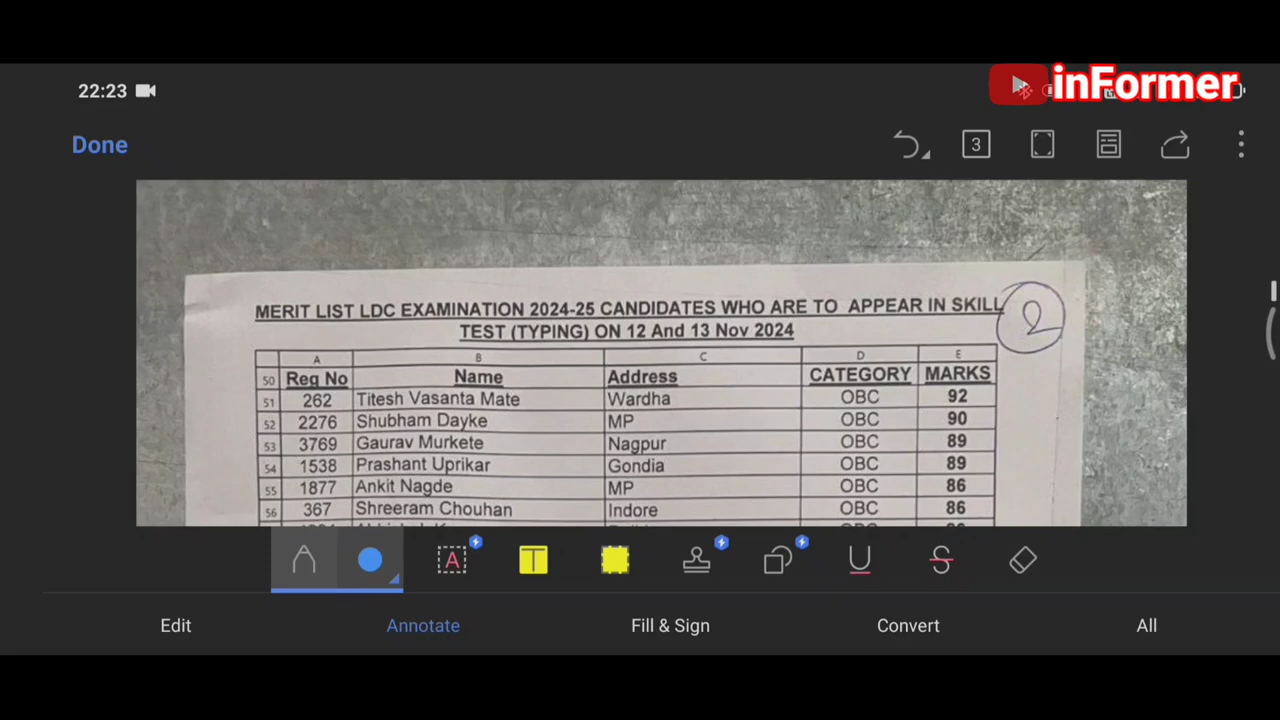 22:23
inFormer
Done
3
MERIT LIST LDC EXAMINATION 2024-25 CANDIDATES WHO ARE TO APPEAR IN SKILL
TEST (TYPING) ON 12 And 13 Nov 2024
2
A B C D E
50 Reg No Name Address CATEGORY MARKS
51 262 Titesh Vasanta Mate Wardha OBC 92
52 2276 Shubham Dayke MP OBC 90
53 3769 Gaurav Murkete Nagpur OBC 89
54 1538 Prashant Uprikar Gondia OBC 89
55 1877 Ankit Nagde MP OBC 86
56 367 Shreeram Chouhan Indore OBC 86
A T U S
Edit Annotate Fill & Sign Convert All